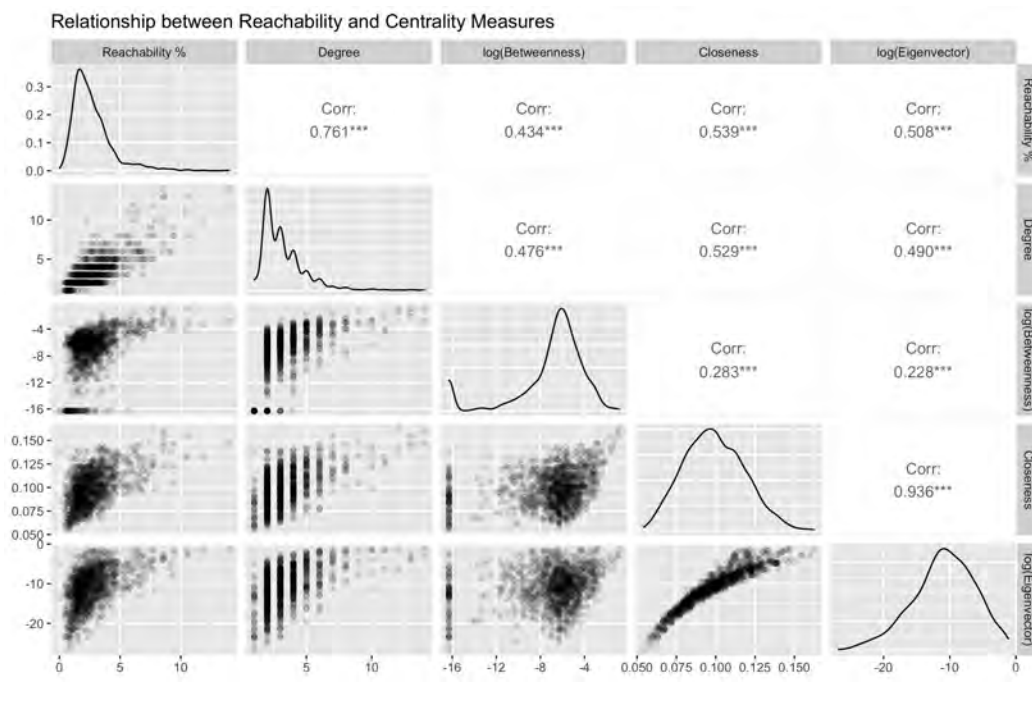 Relationship between Reachability and Centrality Measures
Reachability % Degree log(Betweenness) Closeness log(Eigenvector)
0.3
0.2
0.1
0.0
Corr:
0.761***
Corr:
0.434***
Corr:
0.539***
Corr:
0.508***
Reachability %
10
5
Corr:
0.476***
Corr:
0.529***
Corr:
0.490***
Degree
-4
-8
-12
-16
Corr:
0.283***
Corr:
0.228***
log(Betweenness)
0.150
0.125
0.100
0.075
0.050
Corr:
0.936***
Closeness
0
-10
-20
log(Eigenvector)
0 5 10 5 10 -16 -12 -8 -4 0.050 0.075 0.100 0.125 0.150 -20 -10 0